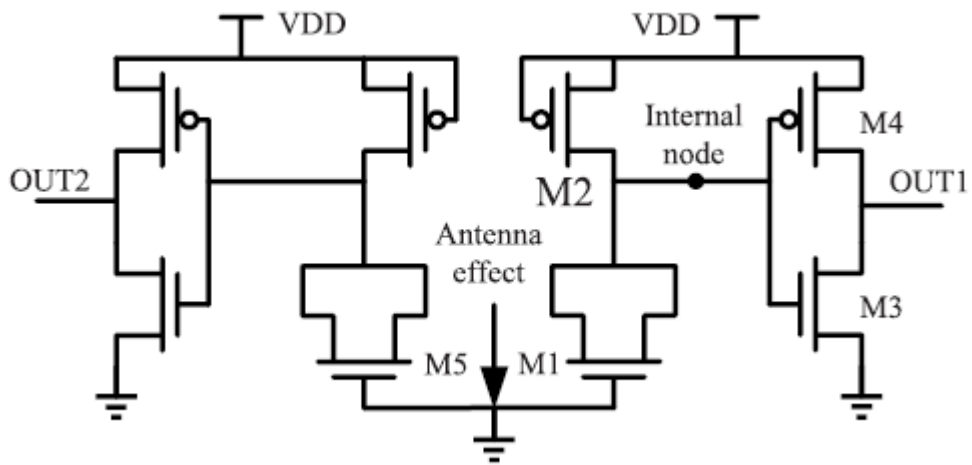 VDD
VDD
Internal
node
M4
OUT2
M2
OUT1
Antenna
effect
M3
M5
M1